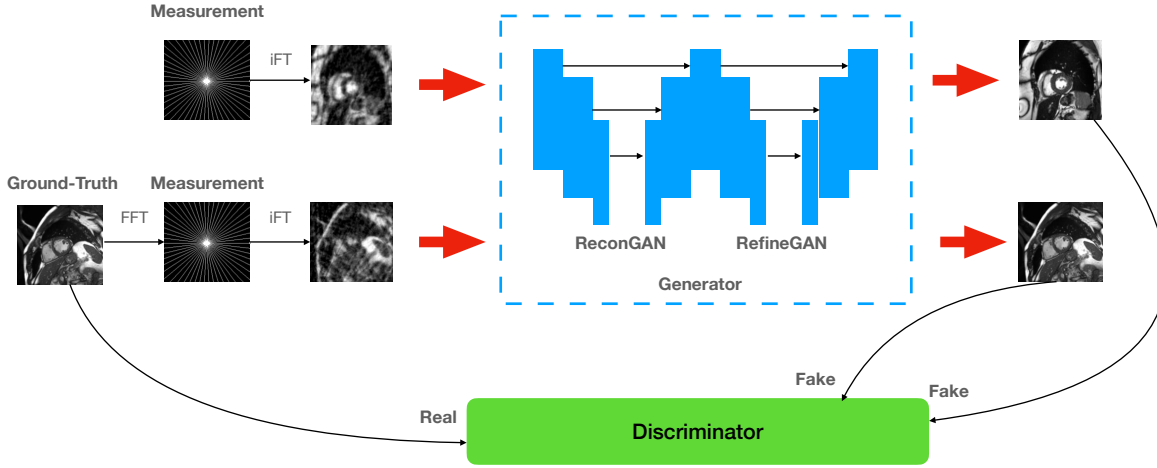 Measurement
iFT
Ground-Truth
Measurement
FFT
iFT
ReconGAN
RefineGAN
Generator
Fake
Fake
Real
Discriminator